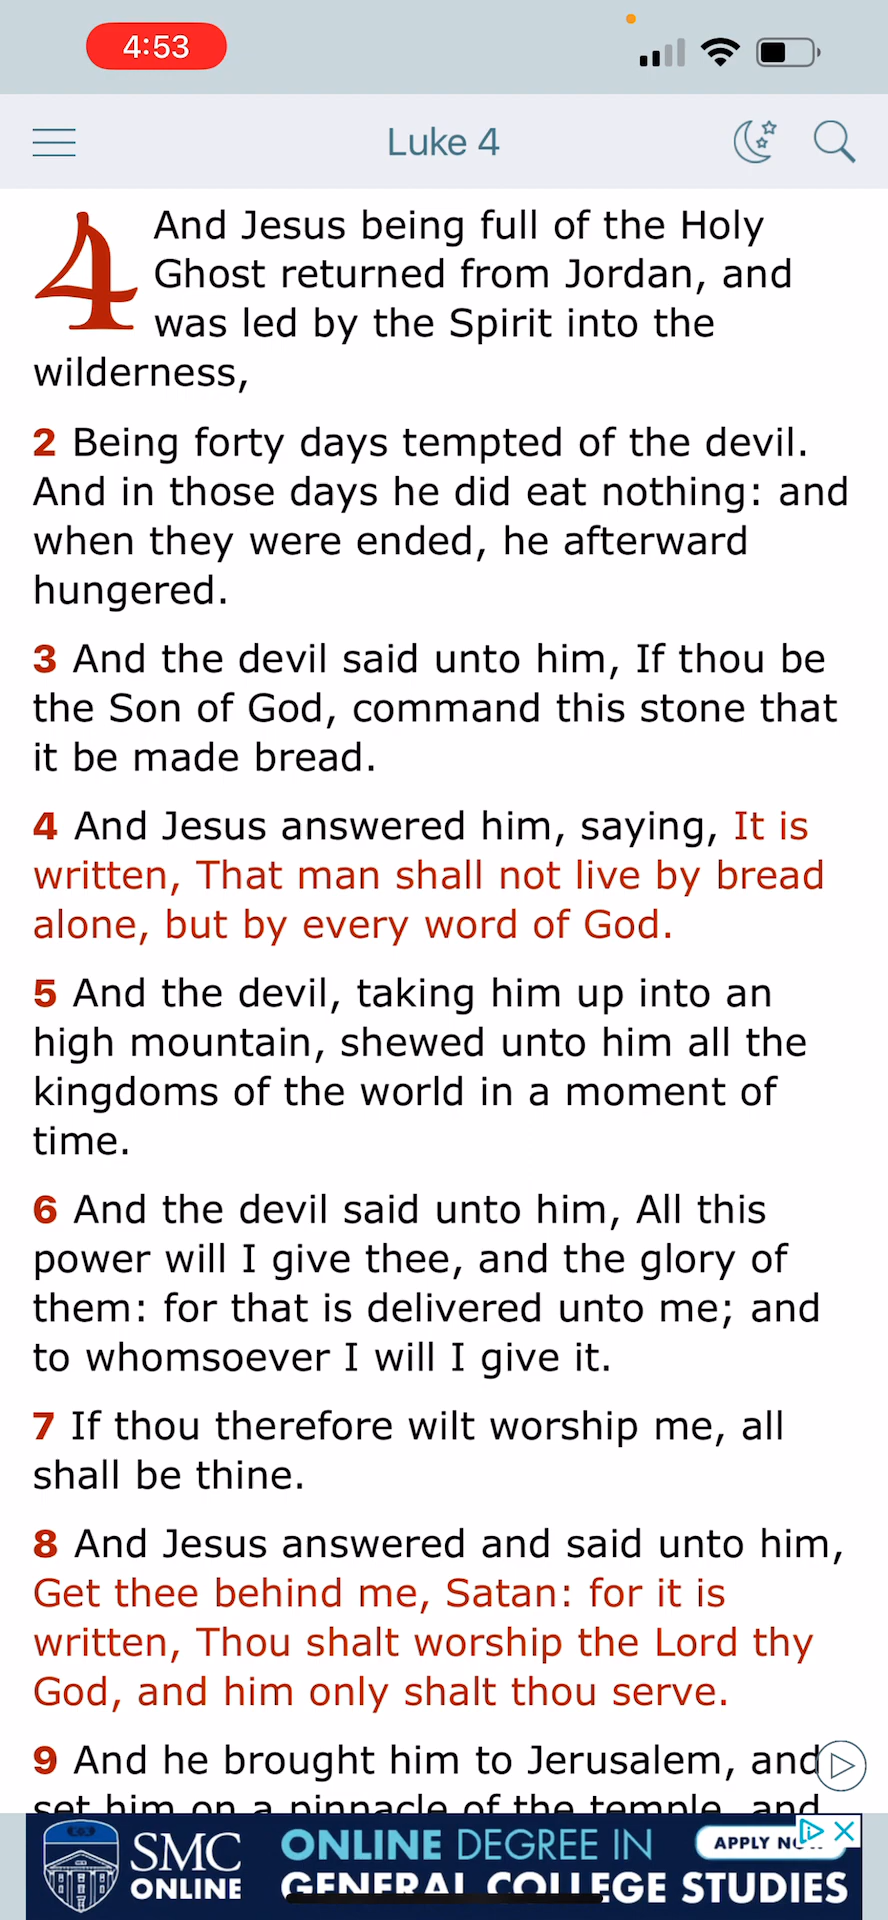 4:53
Luke 4
4 And Jesus being full of the Holy
Ghost returned from Jordan, and
was led by the Spirit into the
wilderness,
2 Being forty days tempted of the devil.
And in those days he did eat nothing: and
when they were ended, he afterward
hungered.
3 And the devil said unto him, If thou be
the Son of God, command this stone that
it be made bread.
4 And Jesus answered him, saying, It is
written, That man shall not live by bread
alone, but by every word of God.
5 And the devil, taking him up into an
high mountain, shewed unto him all the
kingdoms of the world in a moment of
time.
6 And the devil said unto him, All this
power will I give thee, and the glory of
them: for that is delivered unto me; and
to whomsoever I will I give it.
7 If thou therefore wilt worship me, all
shall be thine.
8 And Jesus answered and said unto him,
Get thee behind me, Satan: for it is
written, Thou shalt worship the Lord thy
God, and him only shalt thou serve.
9 And he brought him to Jerusalem, and
set him on a pinnacle of the temple, and
SMC
ONLINE
ONLINE DEGREE IN
GENERAL COLLEGE STUDIES
APPLY